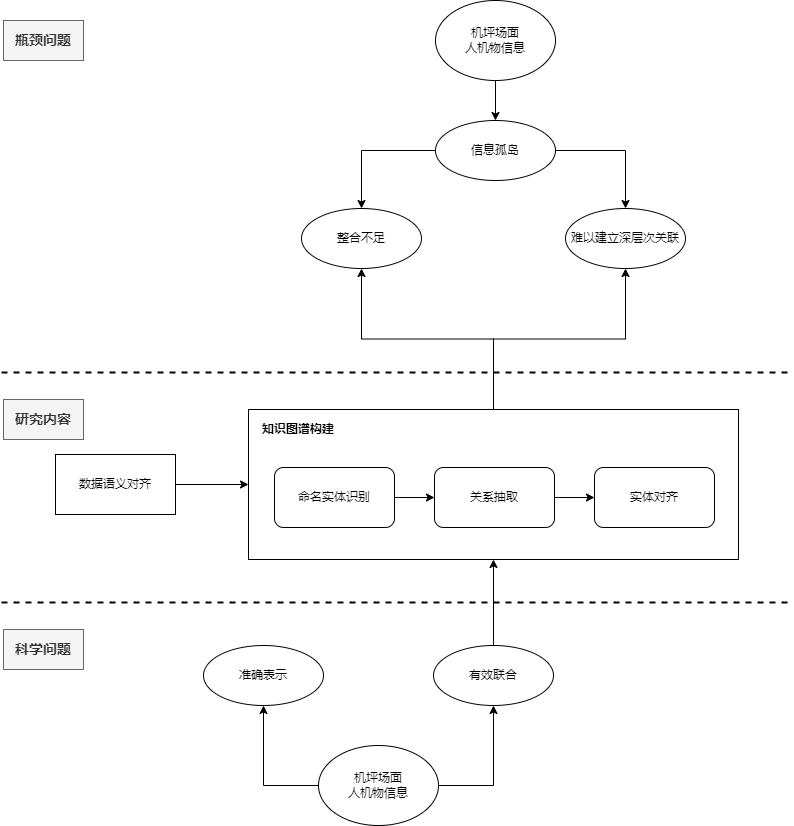 瓶颈问题
机坪场面
人机物信息
信息孤岛
整合不足
难以建立深层次关联
研究内容
知识图谱构建
数据语义对齐
命名实体识别
关系抽取
实体对齐
科学问题
准确表示
有效联合
机坪场面
人机物信息